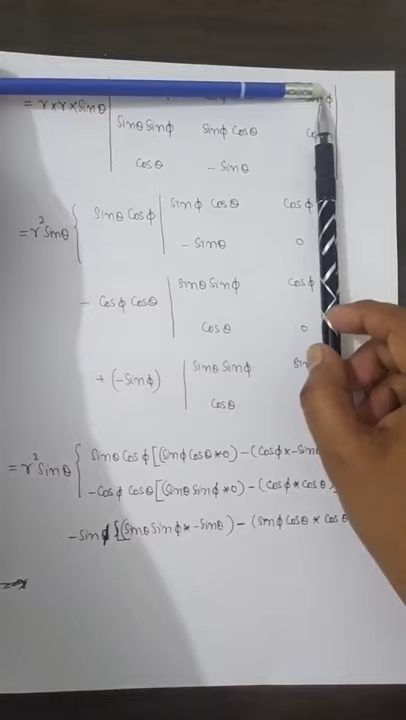 = r×r×sinθ
sinθ sinϕ sinϕ cosθ
cosθ - sinθ
= r² sinθ { sinθ cosϕ | sinϕ cosθ cosϕ
- sinθ 0
- cosϕ cosθ | sinθ sinϕ cosϕ
cosθ 0
+ (-sinϕ) | sinθ sinϕ
cosθ
= r² sinθ { sinθ cosϕ [(sinϕ cosθ * 0) - (cosϕ * -sinθ
- cosϕ cosθ [(sinθ sinϕ * 0) - (cosϕ * cosθ)]
- sinϕ {[(sinθ sinϕ * - sinθ) - (sinϕ cosθ * cosθ